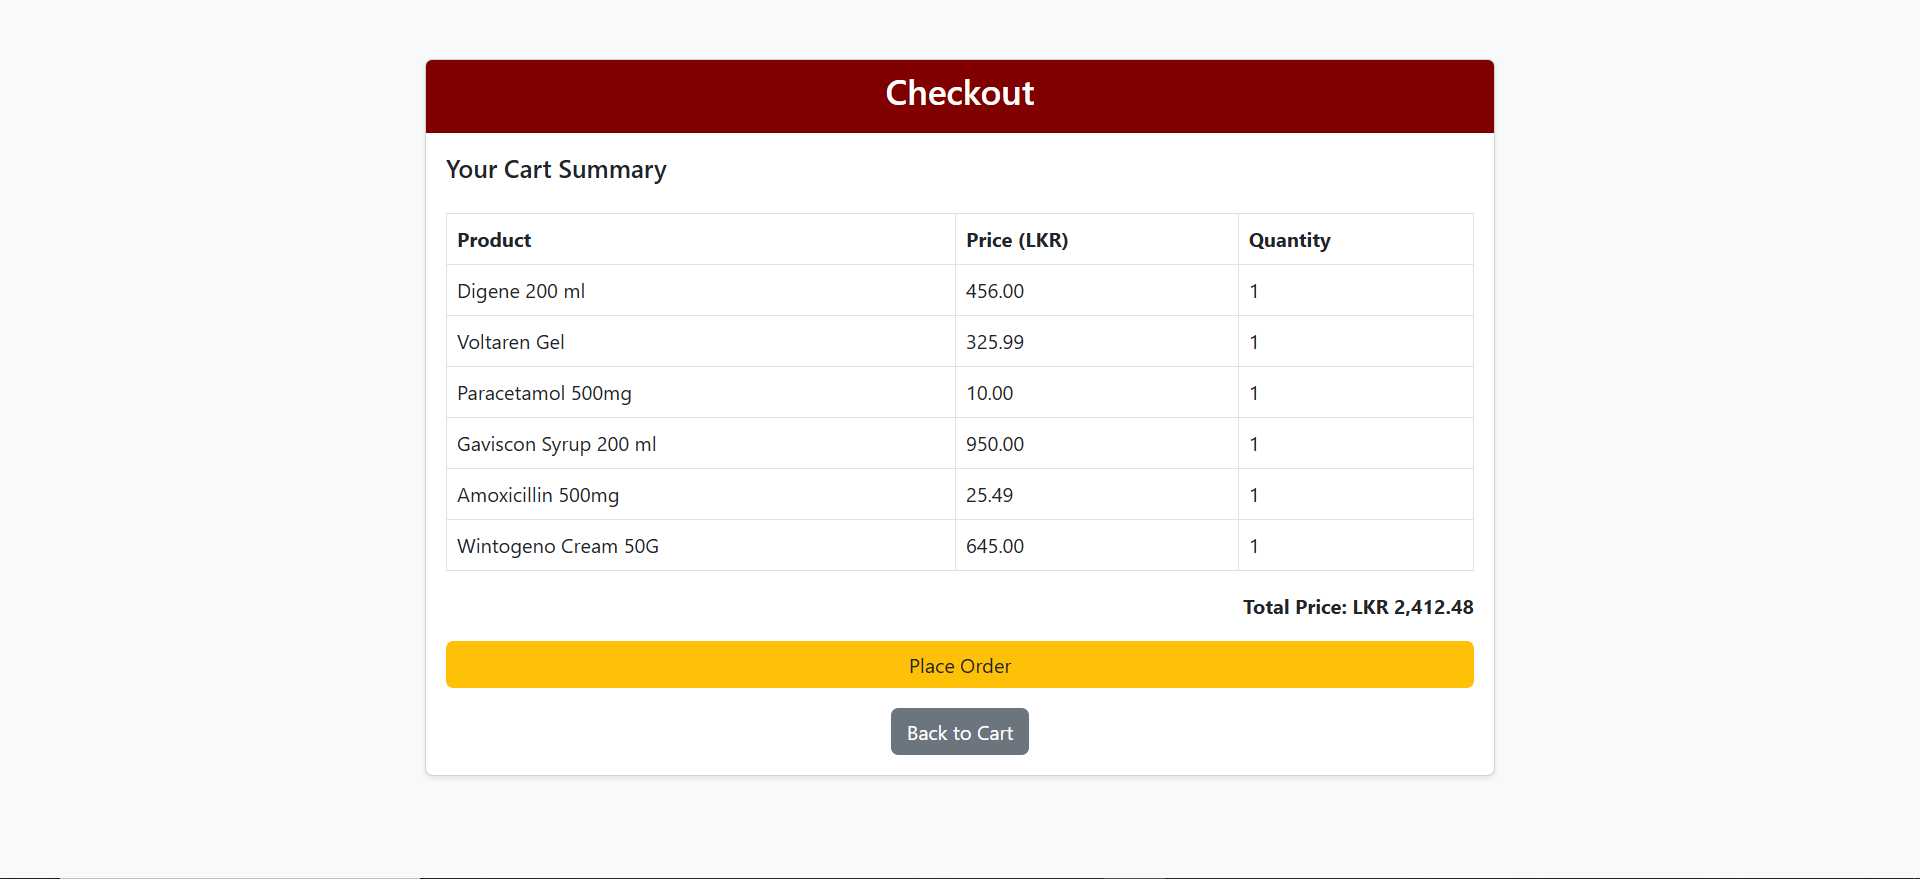 Checkout
Your Cart Summary
Product Price (LKR) Quantity
Digene 200 ml 456.00 1
Voltaren Gel 325.99 1
Paracetamol 500mg 10.00 1
Gaviscon Syrup 200 ml 950.00 1
Amoxicillin 500mg 25.49 1
Wintogeno Cream 50G 645.00 1
Total Price: LKR 2,412.48
Place Order
Back to Cart